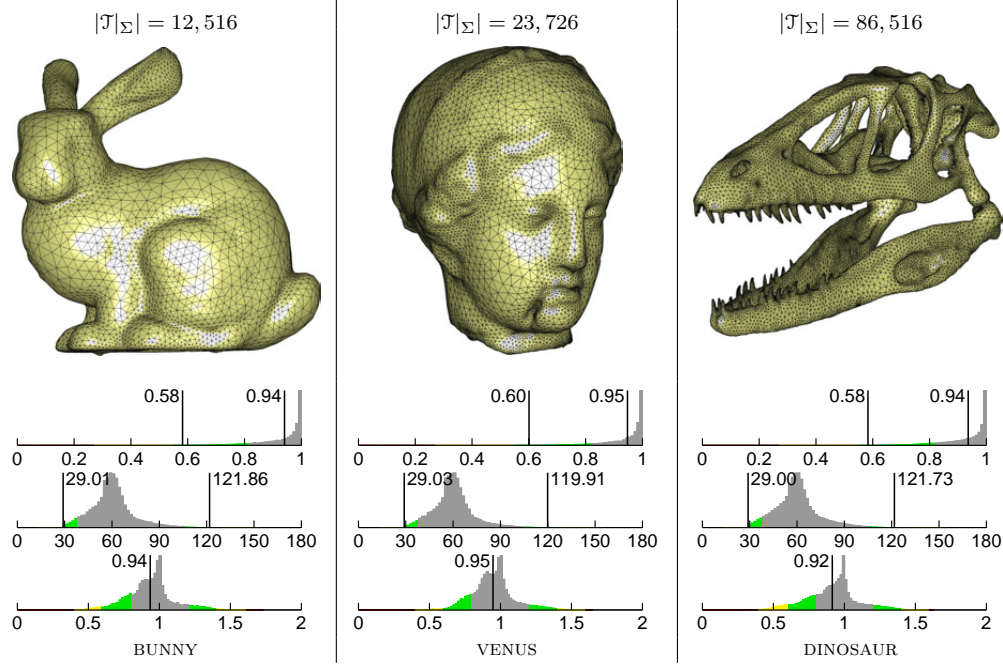 |𝒯|Σ| = 12, 516
|𝒯|Σ| = 23, 726
|𝒯|Σ| = 86, 516
0.58 0.94
0 0.2 0.4 0.6 0.8 1
29.01 121.86
0 30 60 90 120 150 180
0.94
0 0.5 1 1.5 2
BUNNY
0.60 0.95
0 0.2 0.4 0.6 0.8 1
29.03 119.91
0 30 60 90 120 150 180
0.95
0 0.5 1 1.5 2
VENUS
0.58 0.94
0 0.2 0.4 0.6 0.8 1
29.00 121.73
0 30 60 90 120 150 180
0.92
0 0.5 1 1.5 2
DINOSAUR